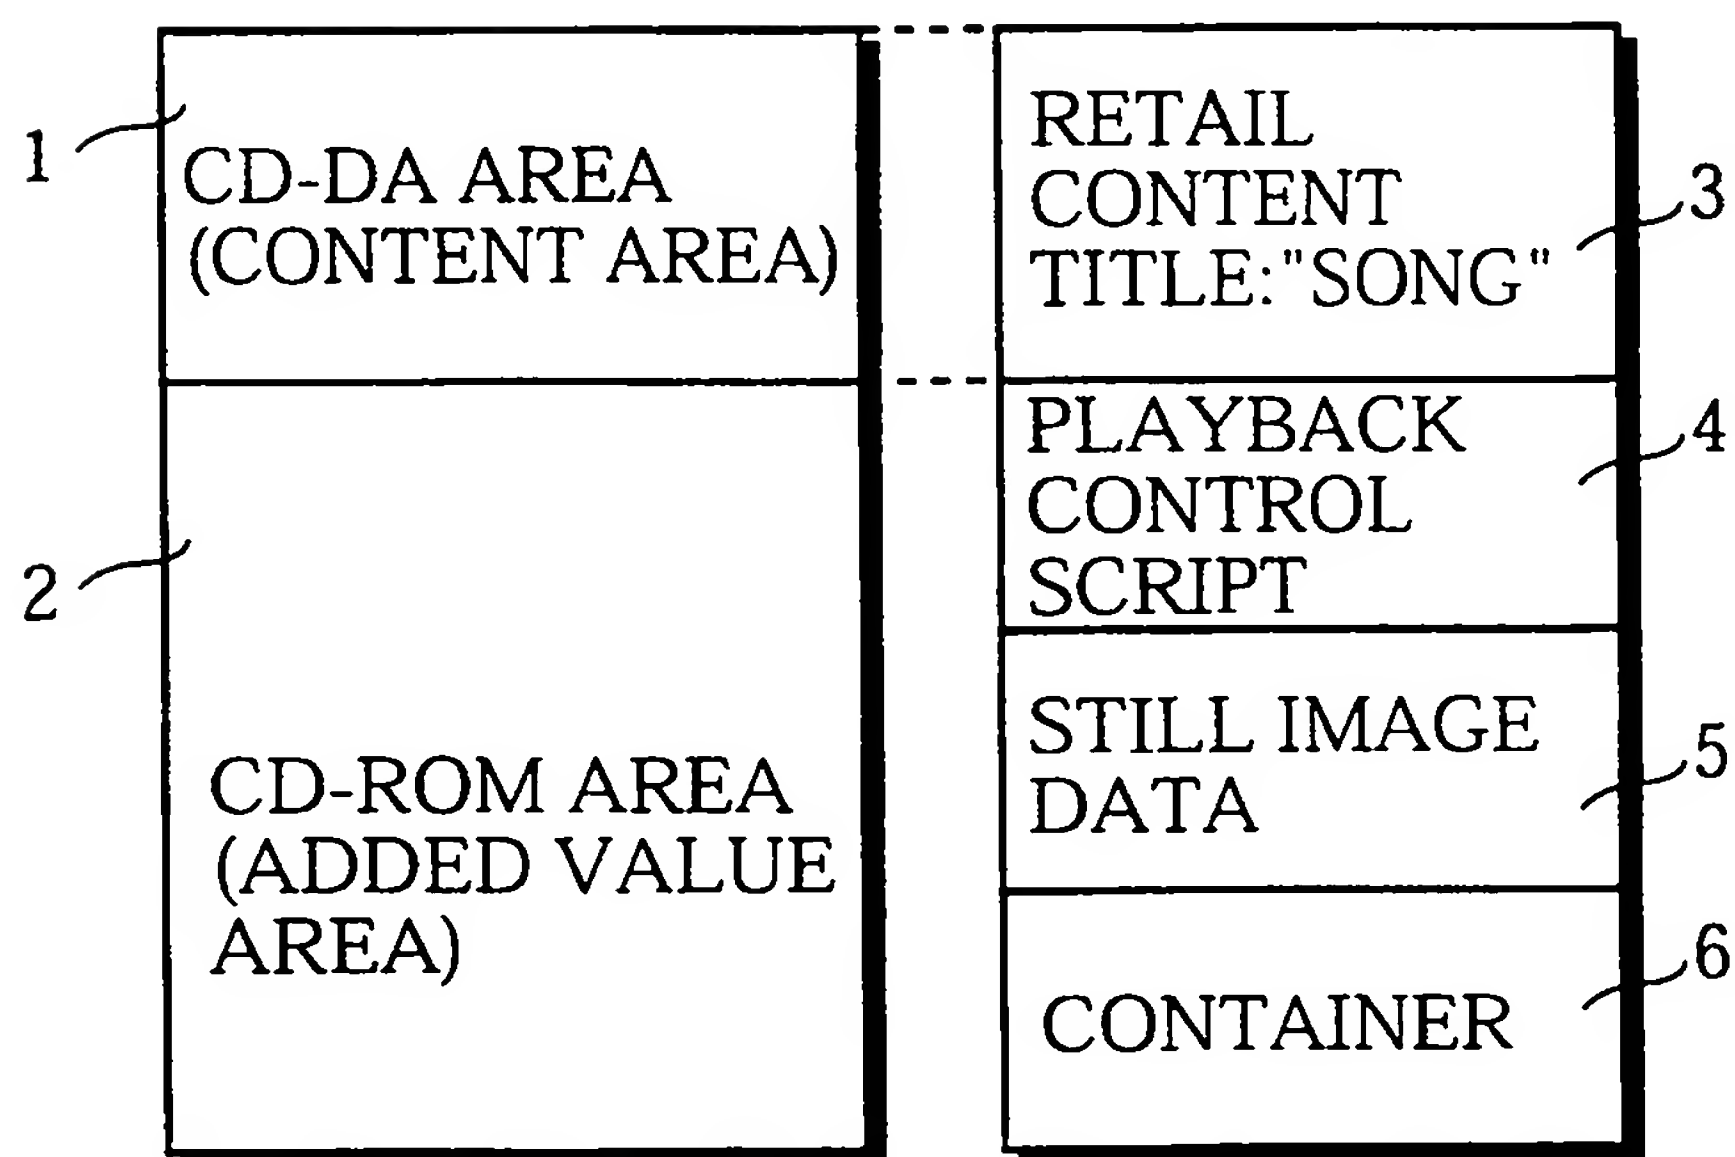 1
CD-DA AREA
(CONTENT AREA)
2
CD-ROM AREA
(ADDED VALUE
AREA)
RETAIL
CONTENT
TITLE:"SONG"
3
PLAYBACK
CONTROL
SCRIPT
4
STILL IMAGE
DATA
5
CONTAINER
6